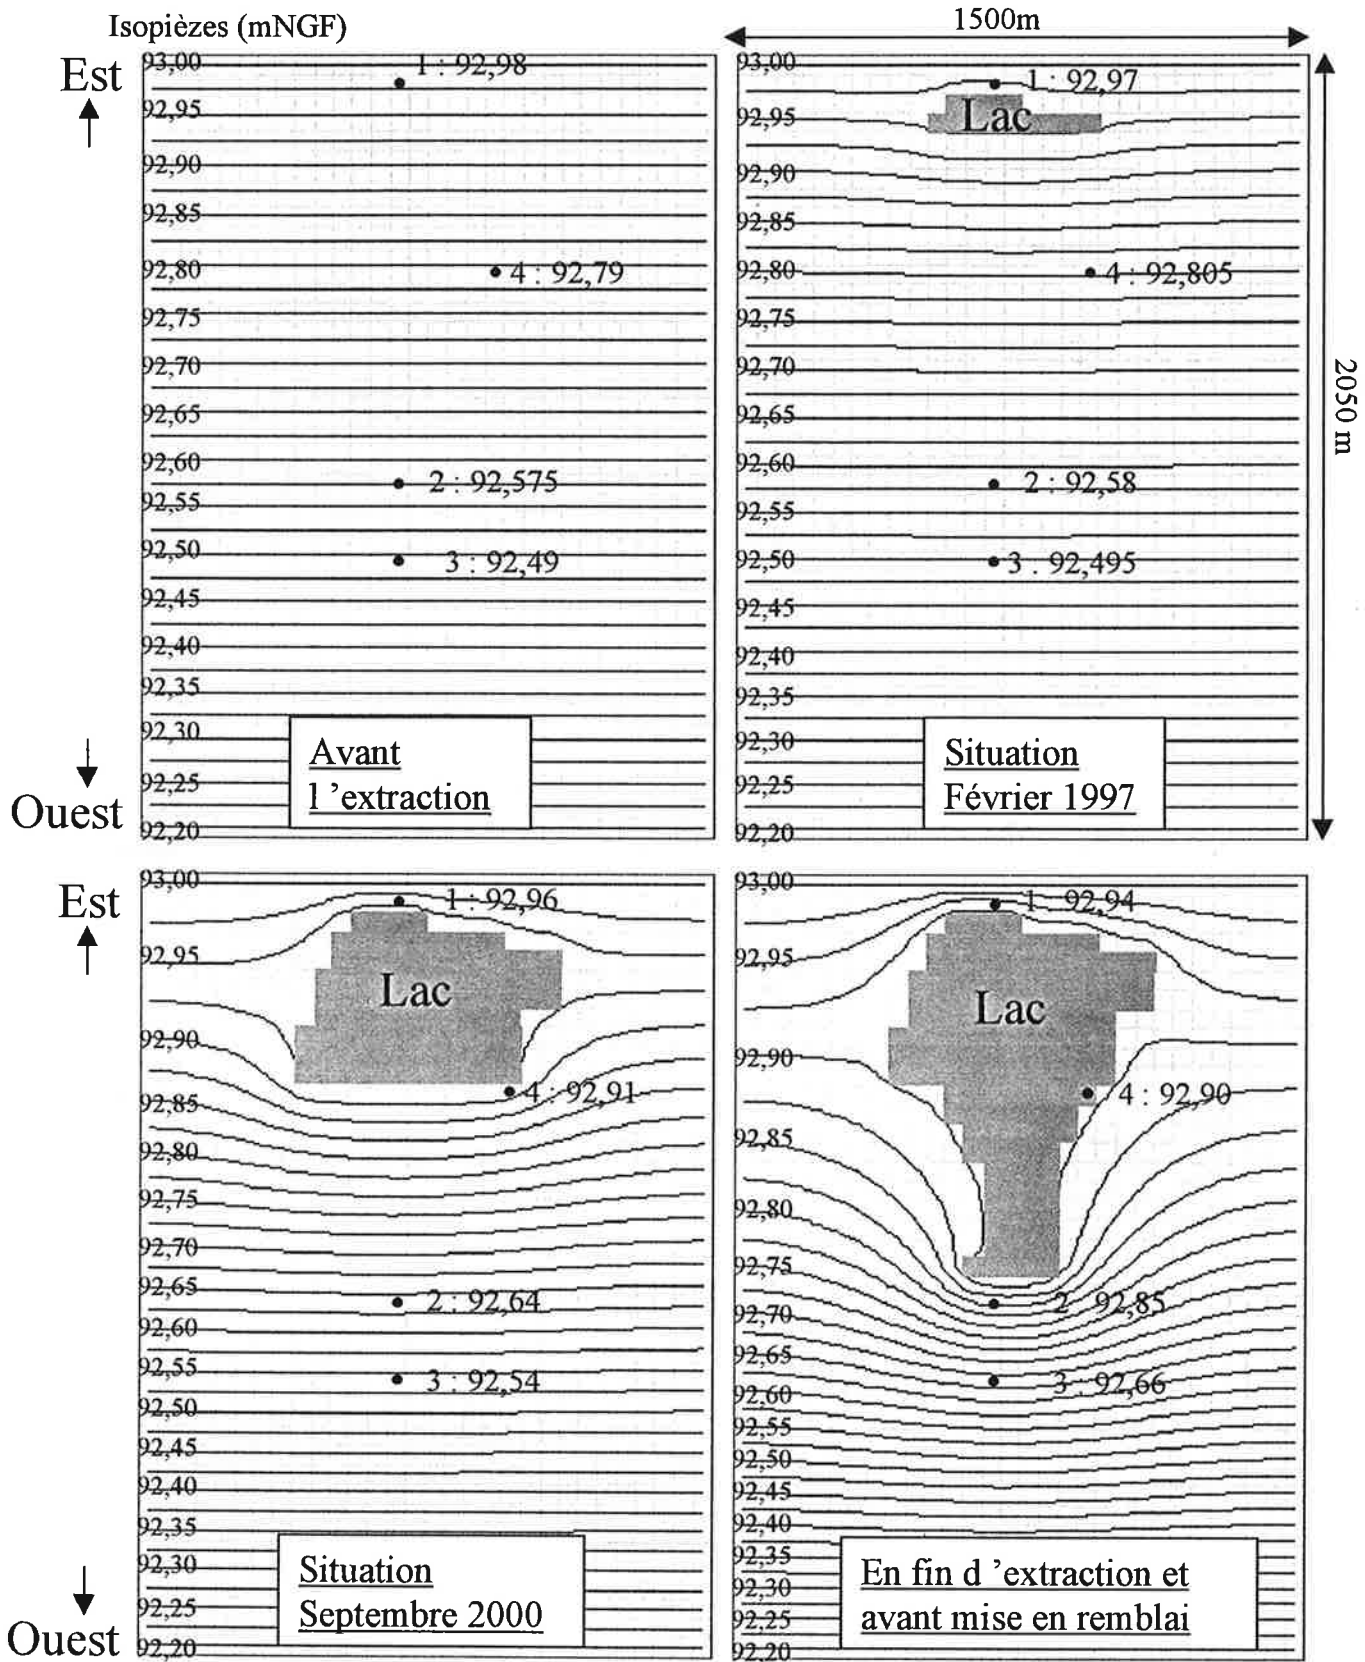 Isopièzes (mNGF)
Est
Ouest
93,00
92,95
92,90
92,85
92,80
92,75
92,70
92,65
92,60
92,55
92,50
92,45
92,40
92,35
92,30
92,25
92,20
1 : 92,98
4 : 92,79
2 : 92,575
3 : 92,49
Avant
l ’extraction
1500m
2050 m
93,00
92,95
92,90
92,85
92,80
92,75
92,70
92,65
92,60
92,55
92,50
92,45
92,40
92,35
92,30
92,25
92,20
1 : 92,97
Lac
4 : 92,805
2 : 92,58
3 : 92,495
Situation
Février 1997
Est
Ouest
93,00
92,95
92,90
92,85
92,80
92,75
92,70
92,65
92,60
92,55
92,50
92,45
92,40
92,35
92,30
92,25
92,20
1 : 92,96
Lac
4 : 92,91
2 : 92,64
3 : 92,54
Situation
Septembre 2000
93,00
92,95
92,90
92,85
92,80
92,75
92,70
92,65
92,60
92,55
92,50
92,45
92,40
92,35
92,30
92,25
92,20
1 : 92,94
Lac
4 : 92,90
2 : 92,85
3 : 92,66
En fin d ’extraction et
avant mise en remblai